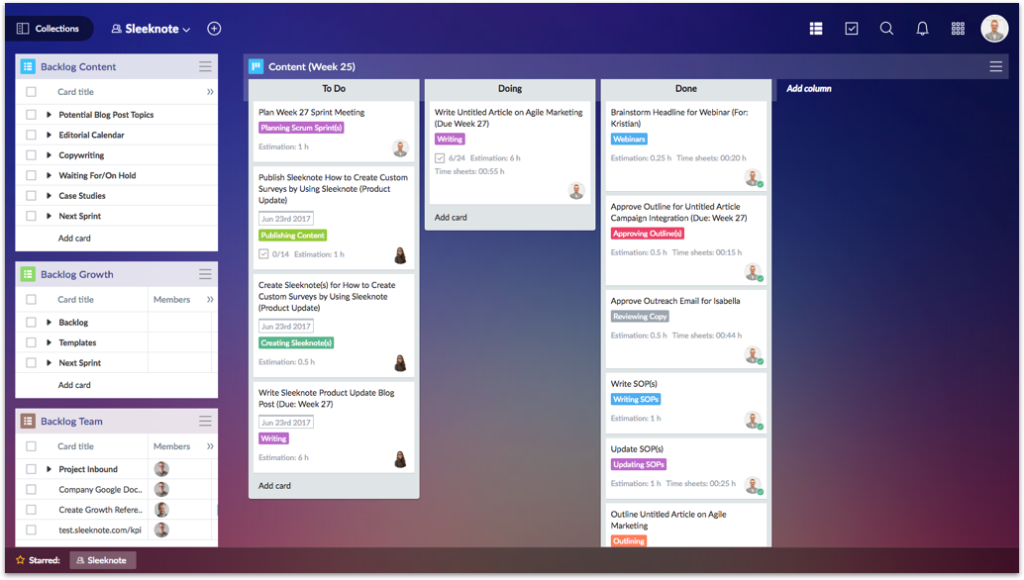 Collections
Sleeknote
Backlog Content
Card title
Potential Blog Post Topics
Editorial Calendar
Copywriting
Waiting For/On Hold
Case Studies
Next Sprint
Add card
Backlog Growth
Card title Members
Backlog
Templates
Next Sprint
Add card
Backlog Team
Card title Members
Project Inbound
Company Google Doc..
Create Growth Refere..
test.sleeknote.com/kpi
Content (Week 25)
To Do
Plan Week 27 Sprint Meeting
Planning Scrum Sprint(s)
Estimation: 1 h
Publish Sleeknote How to Create Custom
Surveys by Using Sleeknote (Product
Update)
Jun 23rd 2017
Publishing Content
0/14 Estimation: 1 h
Create Sleeknote(s) for How to Create
Custom Surveys by Using Sleeknote
(Product Update)
Jun 23rd 2017
Creating Sleeknote(s)
Estimation: 0.5 h
Write Sleeknote Product Update Blog
Post (Due: Week 27)
Jun 23rd 2017
Writing
Estimation: 6 h
Add card
Doing
Write Untitled Article on Agile Marketing
(Due Week 27)
Writing
6/24 Estimation: 6 h
Time sheets: 00:55 h
Add card
Done
Brainstorm Headline for Webinar (For:
Kristian)
Webinars
Estimation: 0.25 h Time sheets: 00:20 h
Approve Outline for Untitled Article
Campaign Integration (Due: Week 27)
Approving Outline(s)
Estimation: 0.5 h Time sheets: 00:15 h
Approve Outreach Email for Isabella
Reviewing Copy
Estimation: 0.5 h Time sheets: 00:44 h
Write SOP(s)
Writing SOPs
Estimation: 1 h
Update SOP(s)
Updating SOPs
Estimation: 1 h Time sheets: 00:25 h
Outline Untitled Article on Agile
Marketing
Outlining
Add column
Starred: Sleeknote